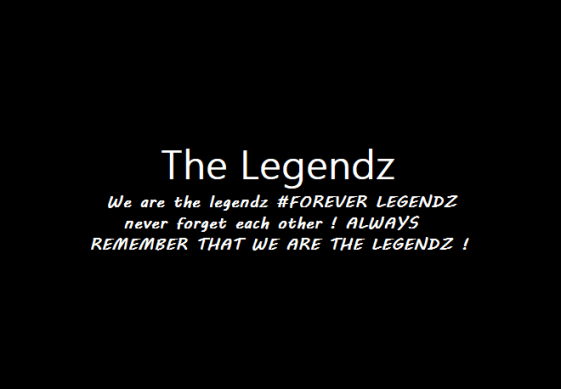 The Legendz
We are the legendz #FOREVER LEGENDZ
never forget each other ! ALWAYS
REMEMBER THAT WE ARE THE LEGENDZ !